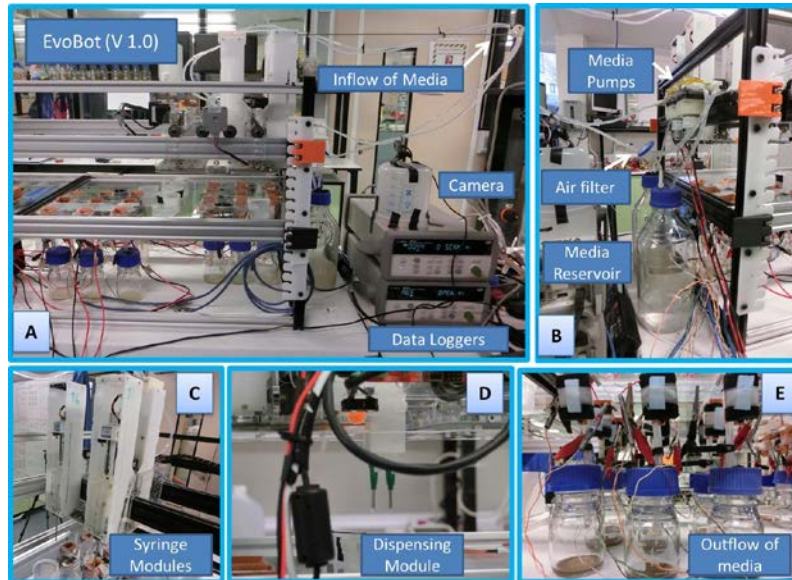 EvoBot (V 1.0)
Inflow of Media
Camera
Data Loggers
A
Media
Pumps
Air filter
Media
Reservoir
B
C
Syringe
Modules
D
Dispensing
Module
E
Outflow of
media